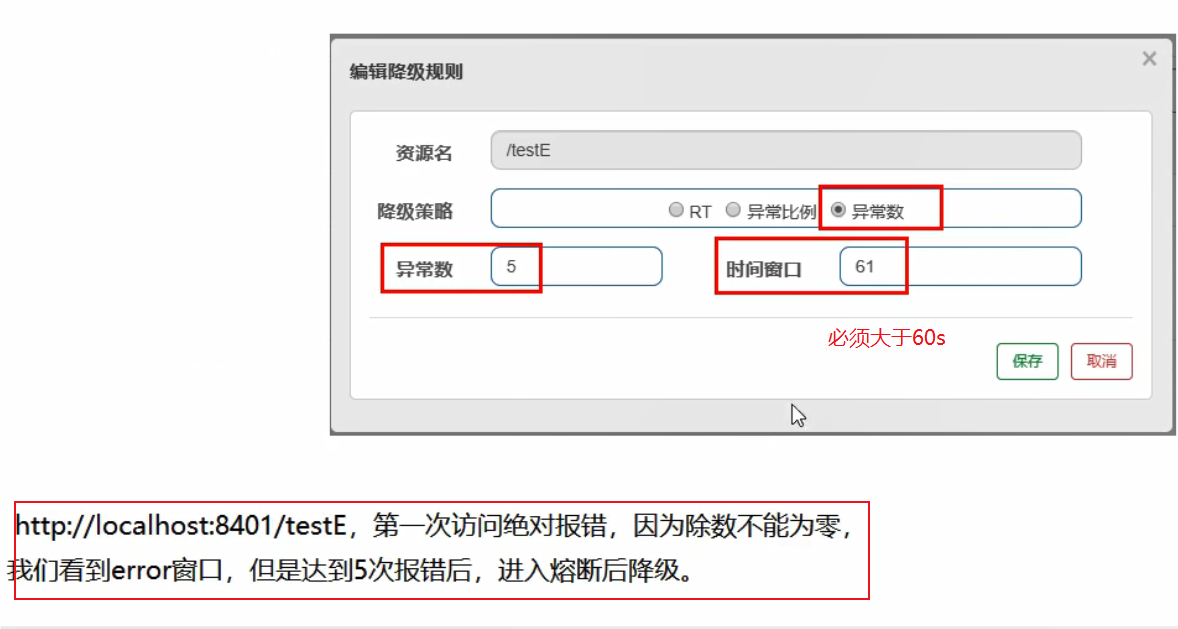 编辑降级规则
×
资源名 /testE
降级策略 RT 异常比例 异常数
异常数 5 时间窗口 61
必须大于60s
保存 取消
http://localhost:8401/testE，第一次访问绝对报错，因为除数不能为零，
我们看到error窗口，但是达到5次报错后，进入熔断后降级。